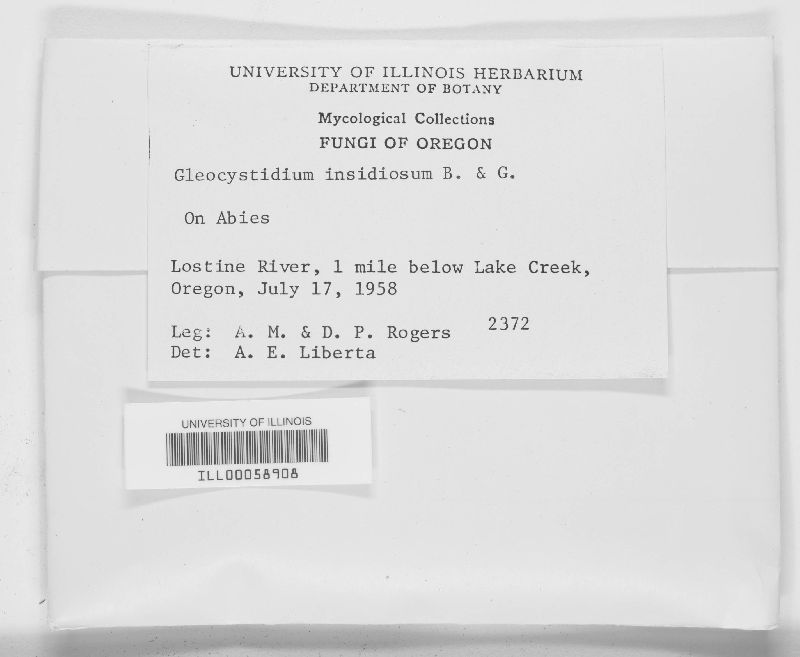 UNIVERSITY OF ILLINOIS HERBARIUM
DEPARTMENT OF BOTANY
Mycological Collections
FUNGI OF OREGON
Gleocystidium insidiosum B. & G.
On Abies
Lostine River, 1 mile below Lake Creek,
Oregon, July 17, 1958
Leg: A. M. & D. P. Rogers 2372
Det: A. E. Liberta
UNIVERSITY OF ILLINOIS
ILL00058908